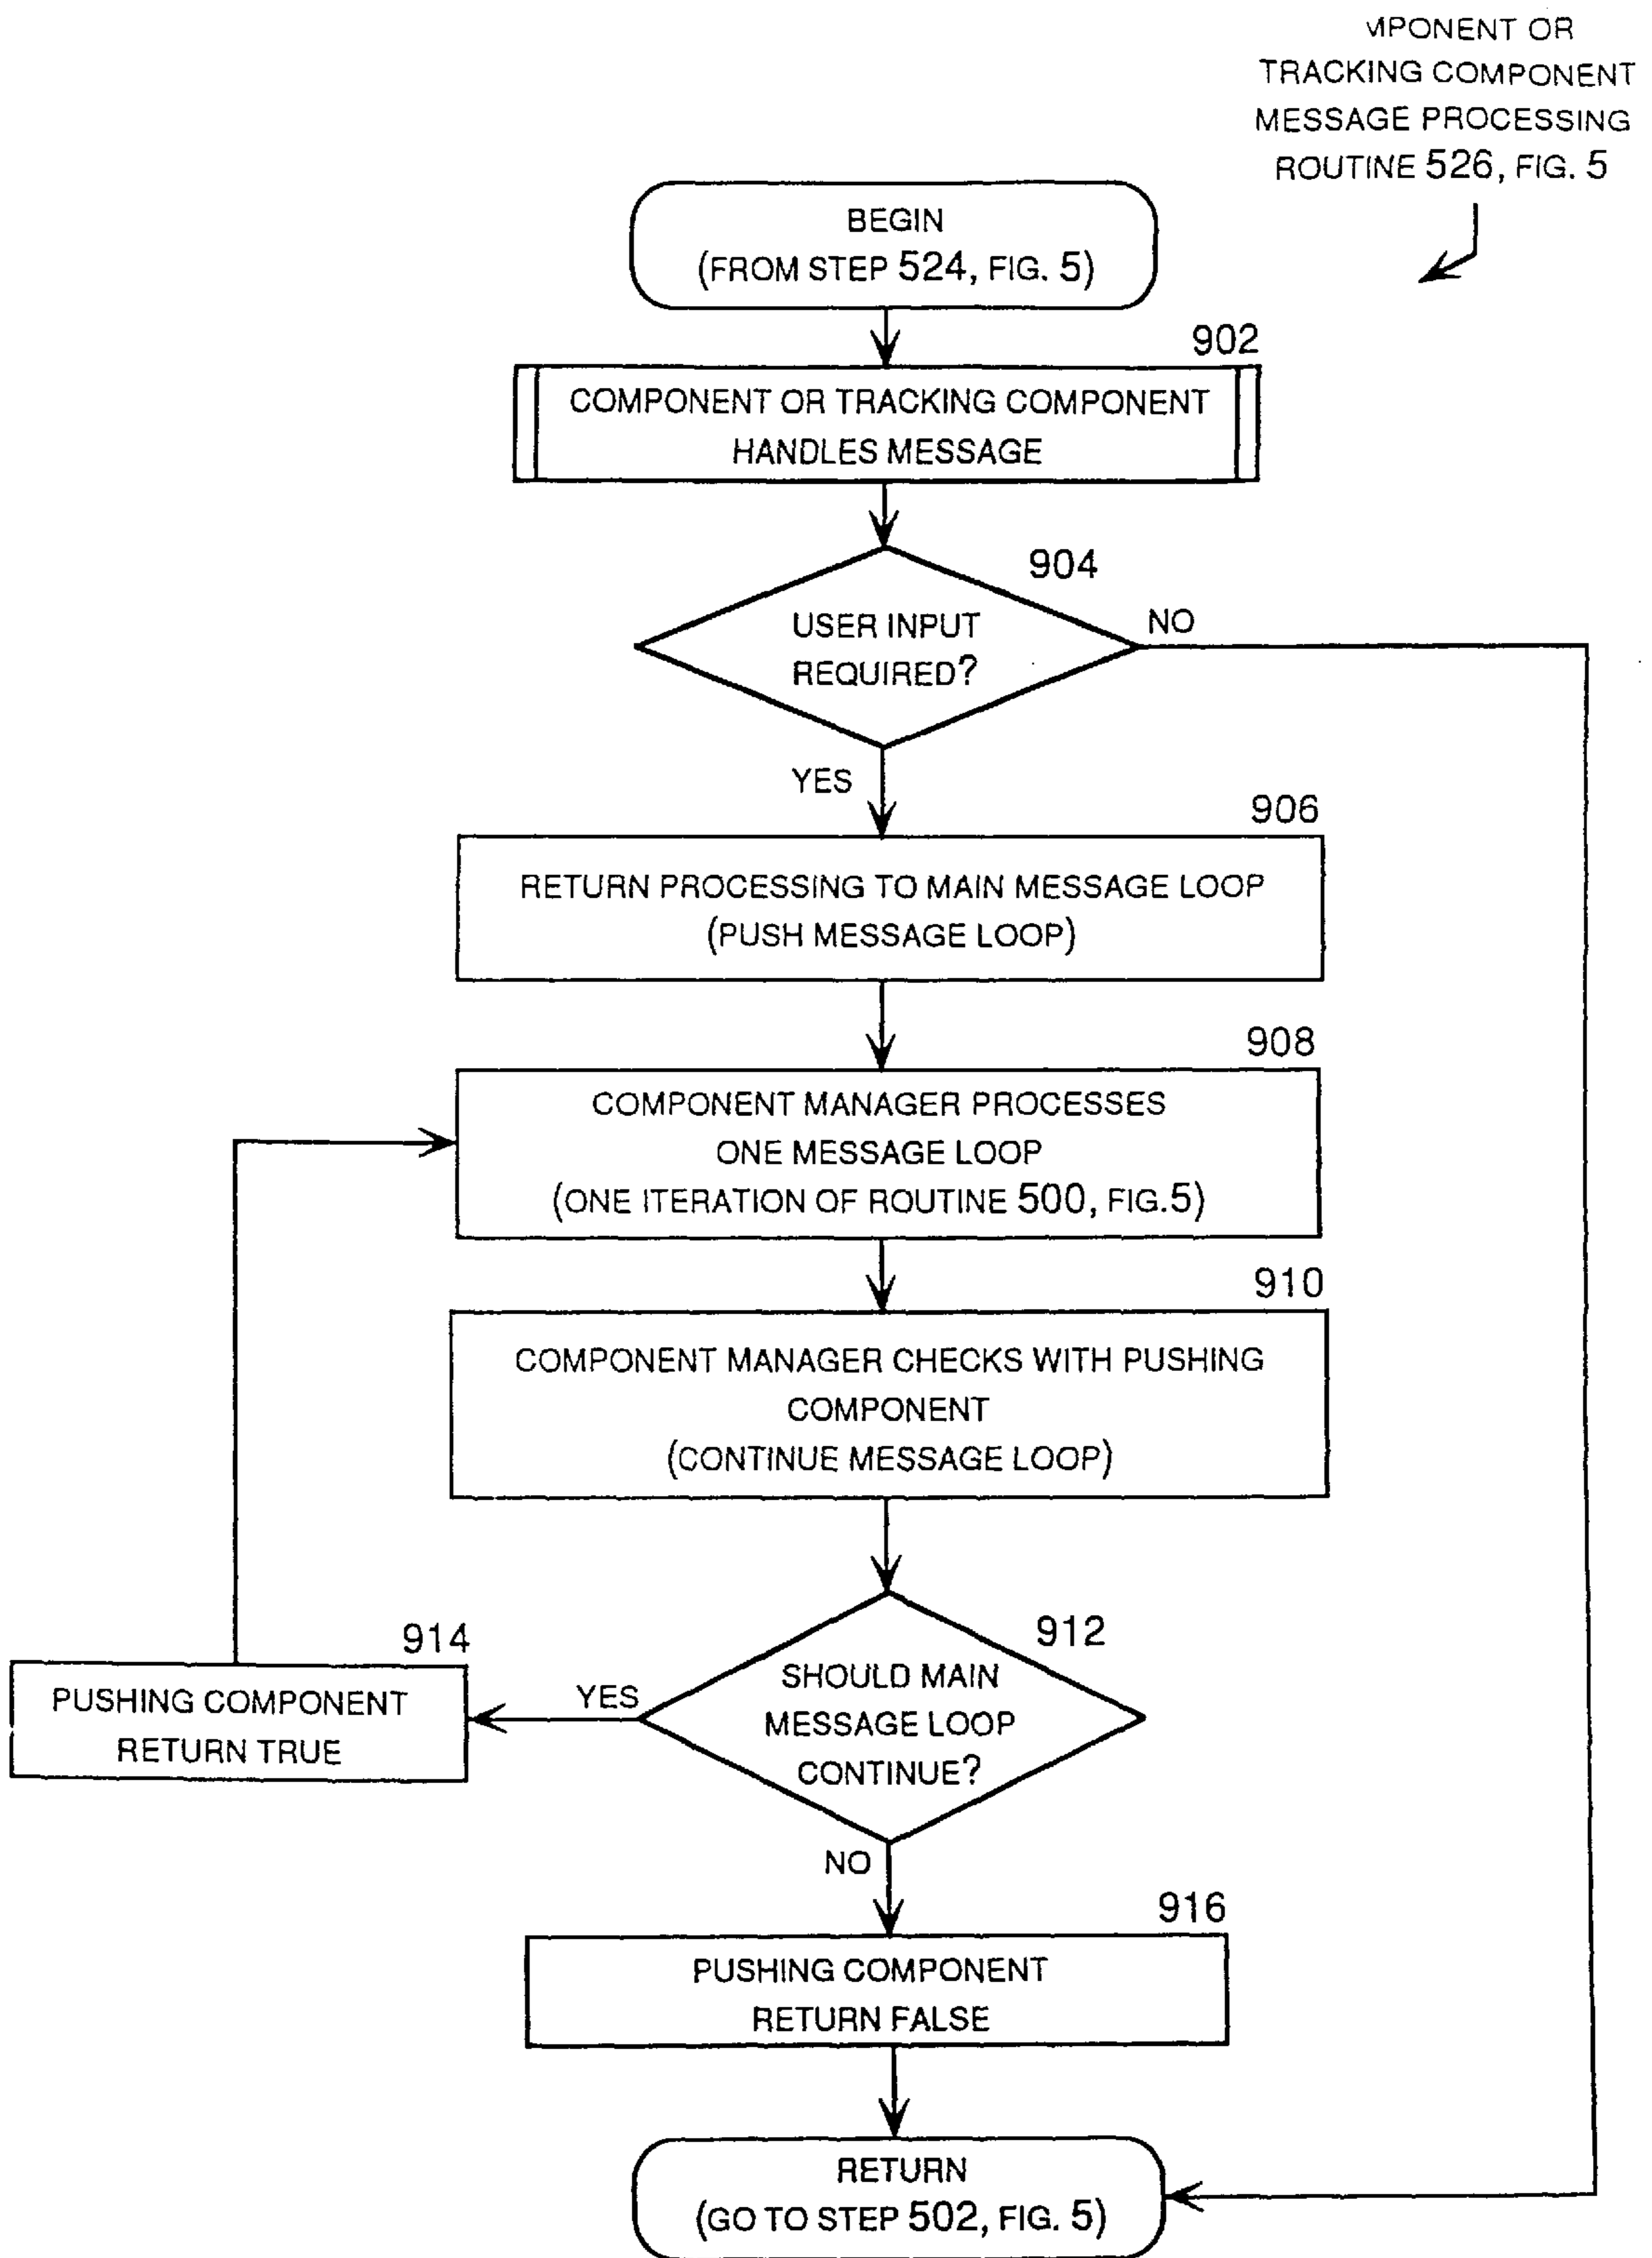 TRACKING COMPONENT
MESSAGE PROCESSING
ROUTINE 526, FIG. 5
OR
BEGIN
(FROM STEP 524, FIG. 5)
902
COMPONENT OR TRACKING COMPONENT
HANDLES MESSAGE
904
USER INPUT
REQUIRED?
NO
YES
906
RETURN PROCESSING TO MAIN MESSAGE LOOP
(PUSH MESSAGE LOOP)
908
COMPONENT MANAGER PROCESSES
ONE MESSAGE LOOP
(ONE ITERATION OF ROUTINE 500, FIG.5)
910
COMPONENT MANAGER CHECKS WITH PUSHING
COMPONENT
(CONTINUE MESSAGE LOOP)
912
SHOULD MAIN
MESSAGE LOOP
CONTINUE?
YES
914
PUSHING COMPONENT
RETURN TRUE
NO
916
PUSHING COMPONENT
RETURN FALSE
RETURN
(GO TO STEP 502, FIG. 5)